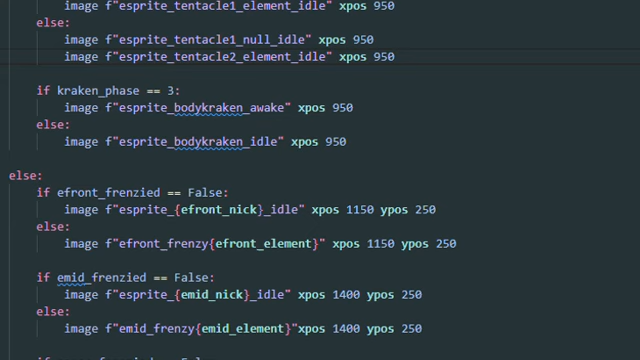 image f"esprite_tentacle1_element_idle" xpos 950
else:
image f"esprite_tentacle1_null_idle" xpos 950
image f"esprite_tentacle2_element_idle" xpos 950
if kraken_phase == 3:
image f"esprite_bodykraken_awake" xpos 950
else:
image f"esprite_bodykraken_idle" xpos 950
else:
if efront_frenzied == False:
image f"esprite_{efront_nick}_idle" xpos 1150 ypos 250
else:
image f"efront_frenzy{efront_element}" xpos 1150 ypos 250
if emid_frenzied == False:
image f"esprite_{emid_nick}_idle" xpos 1400 ypos 250
else:
image f"emid_frenzy{emid_element}"xpos 1400 ypos 250